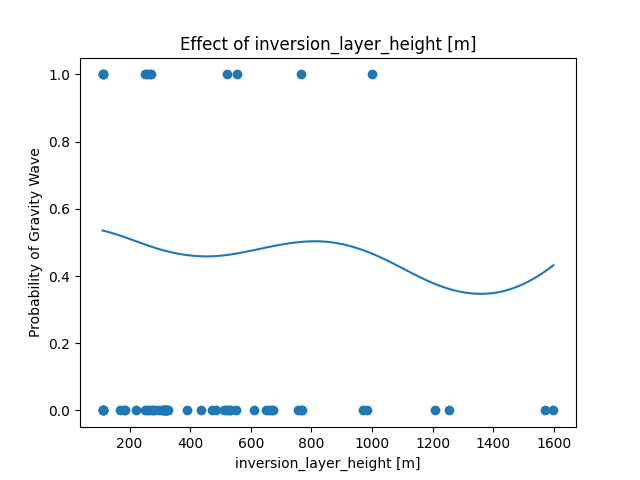 Effect of inversion_layer_height [m]
Probability of Gravity Wave
1.0
0.8
0.6
0.4
0.2
0.0
200 400 600 800 1000 1200 1400 1600
inversion_layer_height [m]